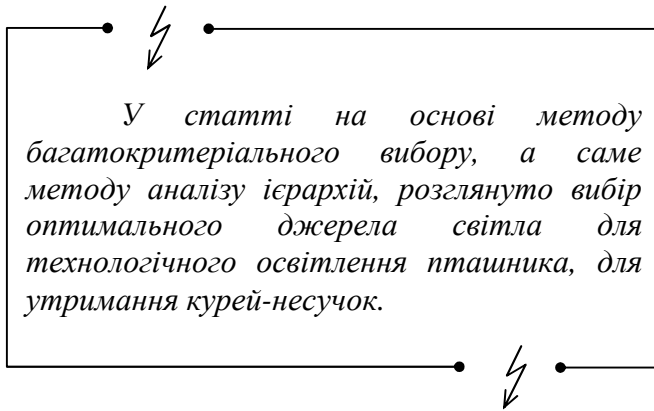 У статті на основі методу
багатокритеріального вибору, а саме
методу аналізу ієрархій, розглянуто вибір
оптимального джерела світла для
технологічного освітлення пташника, для
утримання курей-несучок.